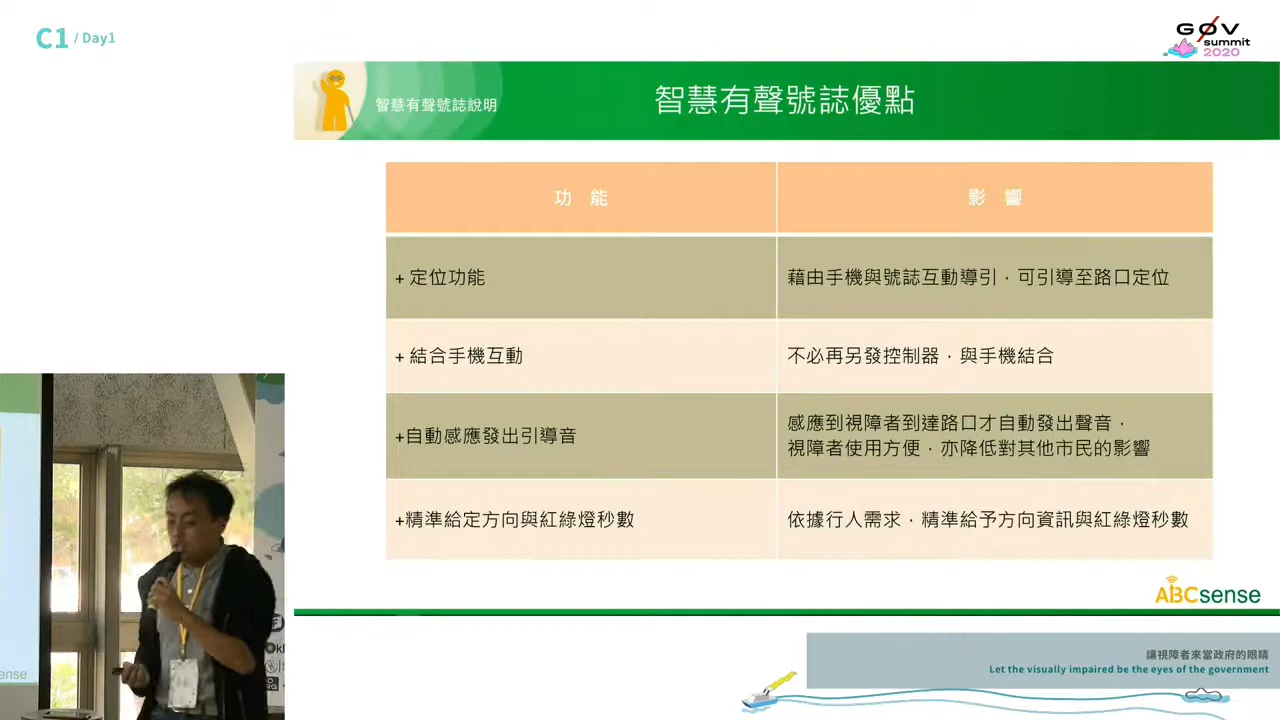 C1 / Day1
GØV
summit
2020
智慧有聲號誌說明
智慧有聲號誌優點
功 能
影 響
+ 定位功能
藉由手機與號誌互動導引，可引導至路口定位
+ 結合手機互動
不必再另發控制器，與手機結合
+自動感應發出引導音
感應到視障者到達路口才自動發出聲音，
視障者使用方便，亦降低對其他市民的影響
+精準給定方向與紅綠燈秒數
依據行人需求，精準給予方向資訊與紅綠燈秒數
ABCsense
讓視障者來當政府的眼睛
Let the visually impaired be the eyes of the government